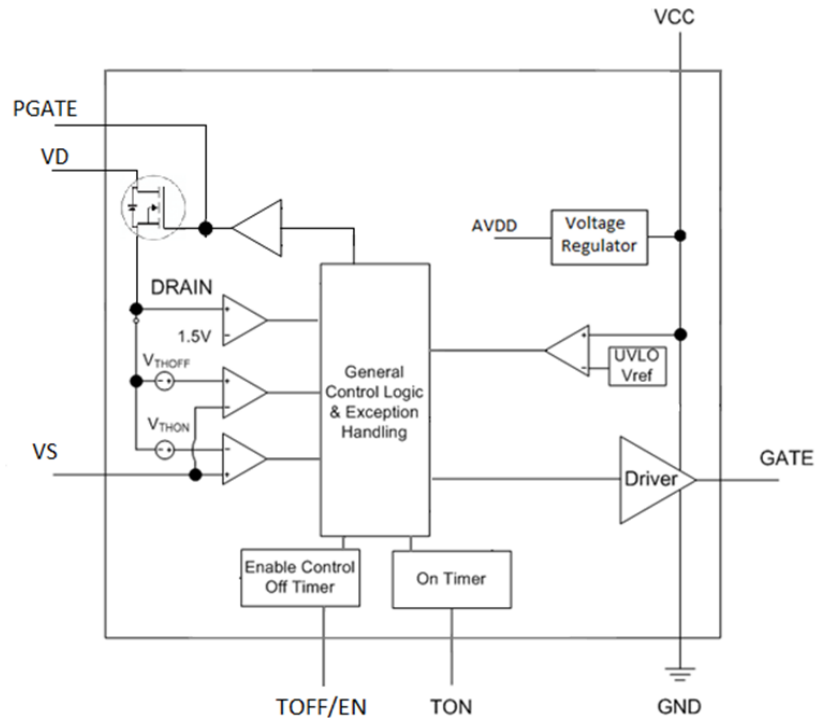 VCC
PGATE
VD
AVDD
Voltage
Regulator
DRAIN
+
1.5V
-
+
-
UVLO
Vref
VTHOFF
- +
+
-
General
Control Logic
& Exception
Handling
VTHON
- +
-
+
VS
Driver
GATE
Enable Control
Off Timer
On Timer
TOFF/EN
TON
GND